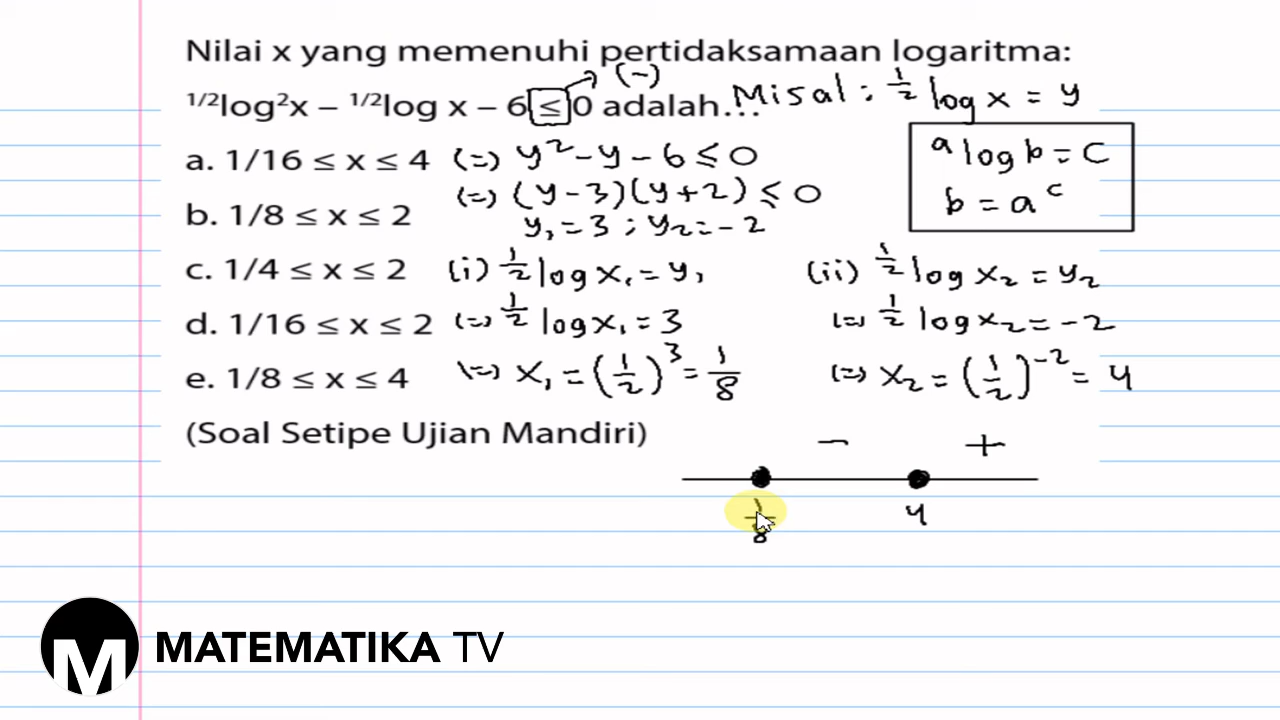 Nilai x yang memenuhi pertidaksamaan logaritma:
(-)
¹/²log²x – ¹/²log x – 6 ≤ 0 adalah... Misal : ¹/² log x = y
a. 1/16 ≤ x ≤ 4 (=) y² - y - 6 ≤ 0
ᵃlog b = c
b = aᶜ
(=) (y - 3)(y + 2) ≤ 0
b. 1/8 ≤ x ≤ 2 y₁ = 3 ; y₂ = -2
c. 1/4 ≤ x ≤ 2 (i) ¹/² log x₁ = y₁ (ii) ¹/² log x₂ = y₂
d. 1/16 ≤ x ≤ 2 (=) ¹/² log x₁ = 3 (=) ¹/² log x₂ = -2
e. 1/8 ≤ x ≤ 4 (=) x₁ = (1/2)³ = 1/8 (=) x₂ = (1/2)⁻² = 4
(Soal Setipe Ujian Mandiri) - +
1/8 4
M MATEMATIKA TV